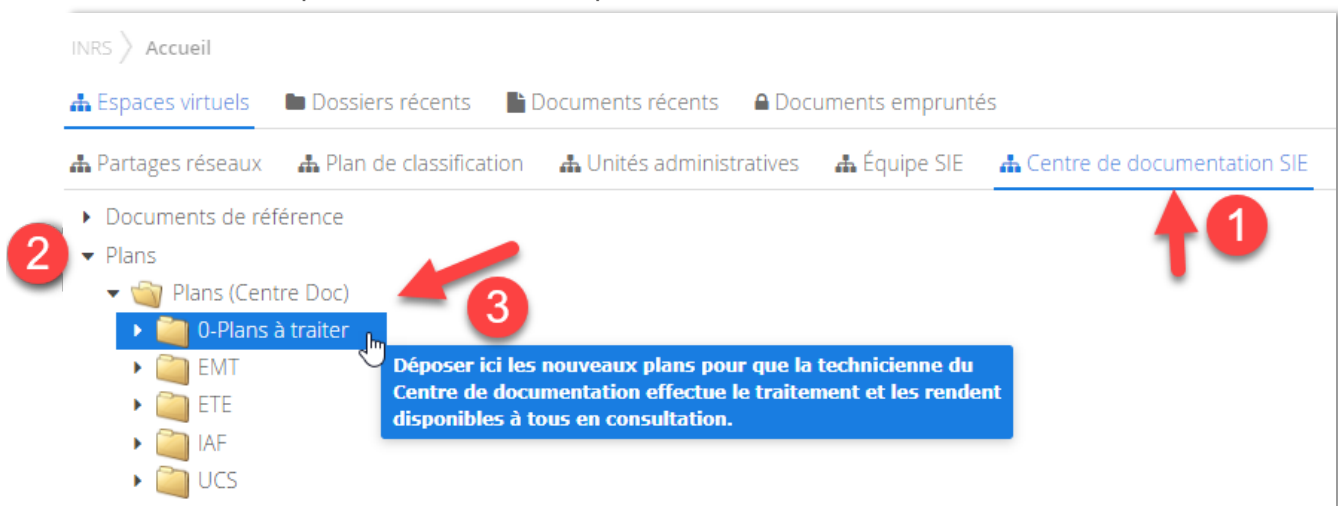 INRS > Accueil
Espaces virtuels Dossiers récents Documents récents Documents empruntés
Partages réseaux Plan de classification Unités administratives Équipe SIE Centre de documentation SIE
1
Documents de référence
2
Plans
Plans (Centre Doc)
3
0-Plans à traiter
Déposer ici les nouveaux plans pour que la technicienne du
Centre de documentation effectue le traitement et les rendent
disponibles à tous en consultation.
EMT
ETE
IAF
UCS